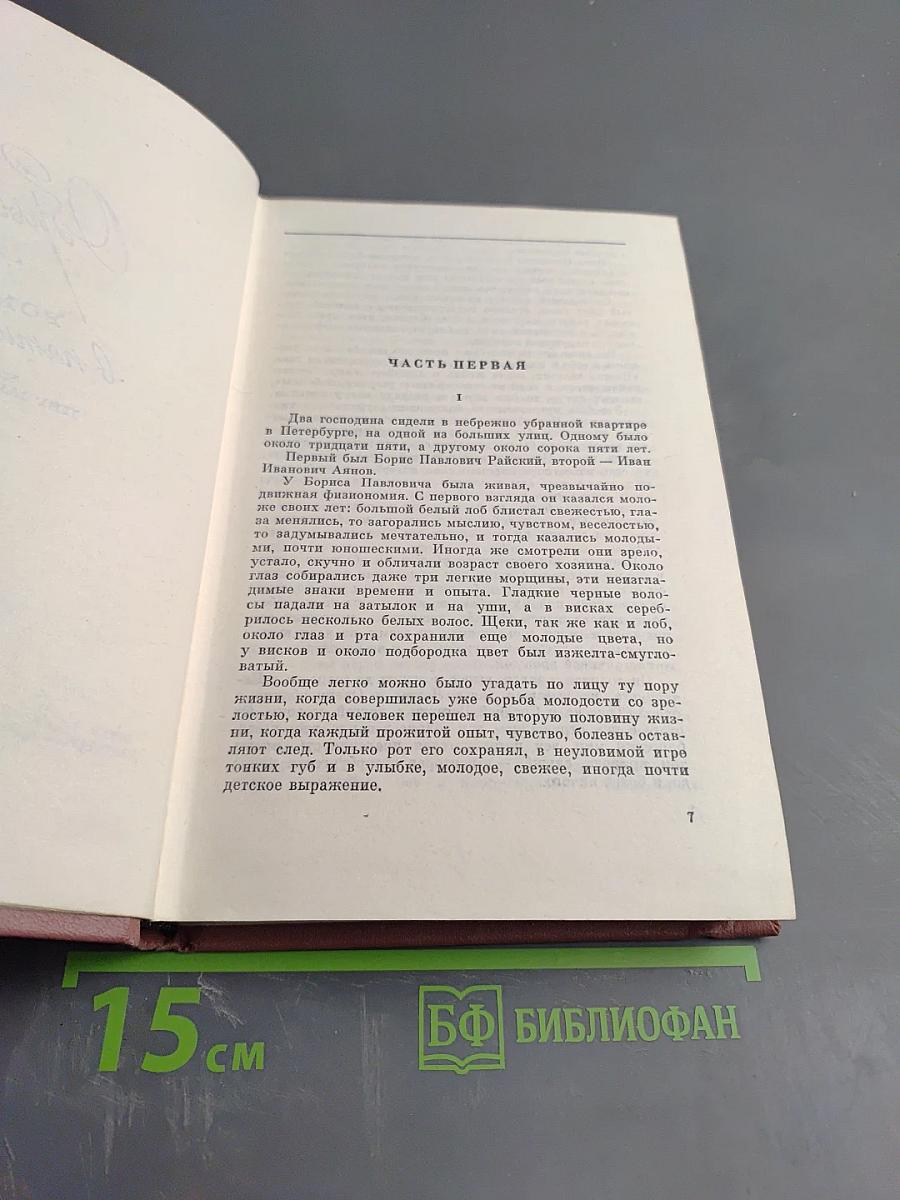 ЧАСТЬ ПЕРВАЯ
I
Два господина сидели в небрежно убранной квартире
в Петербурге, на одной из больших улиц. Одному было
около тридцати пяти, а другому около сорока пяти лет.
Первый был Борис Павлович Райский, второй — Иван
Иванович Аянов.
У Бориса Павловича была живая, чрезвычайно по-
движная физиономия. С первого взгляда он казался моло-
же своих лет: большой белый лоб блистал свежестью, гла-
за менялись, то загорались мыслию, чувством, веселостью,
то задумывались мечтательно, и тогда казались молоды-
ми, почти юношескими. Иногда же смотрели они зрело,
устало, скучно и обличали возраст своего хозяина. Около
глаз собирались даже три легкие морщины, эти неизгла-
димые знаки времени и опыта. Гладкие черные воло-
сы падали на затылок и на уши, а в висках сереб-
рилось несколько белых волос. Щеки, так же как и лоб,
около глаз и рта сохранили еще молодые цвета, но
у висков и около подбородка цвет был изжелта-смугло-
ватый.
Вообще легко можно было угадать по лицу ту пору
жизни, когда совершилась уже борьба молодости со зре-
лостью, когда человек перешел на вторую половину жиз-
ни, когда каждый прожитой опыт, чувство, болезнь остав-
ляют след. Только рот его сохранял, в неуловимой игре
тонких губ и в улыбке, молодое, свежее, иногда почти
детское выражение.
7
15 см
БФ БИБЛИОФАН